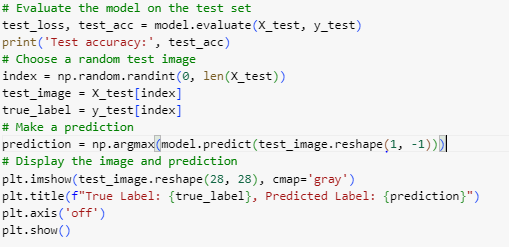 # Evaluate the model on the test set
test_loss, test_acc = model.evaluate(X_test, y_test)
print('Test accuracy:', test_acc)
# Choose a random test image
index = np.random.randint(0, len(X_test))
test_image = X_test[index]
true_label = y_test[index]
# Make a prediction
prediction = np.argmax(model.predict(test_image.reshape(1, -1)))
# Display the image and prediction
plt.imshow(test_image.reshape(28, 28), cmap='gray')
plt.title(f"True Label: {true_label}, Predicted Label: {prediction}")
plt.axis('off')
plt.show()